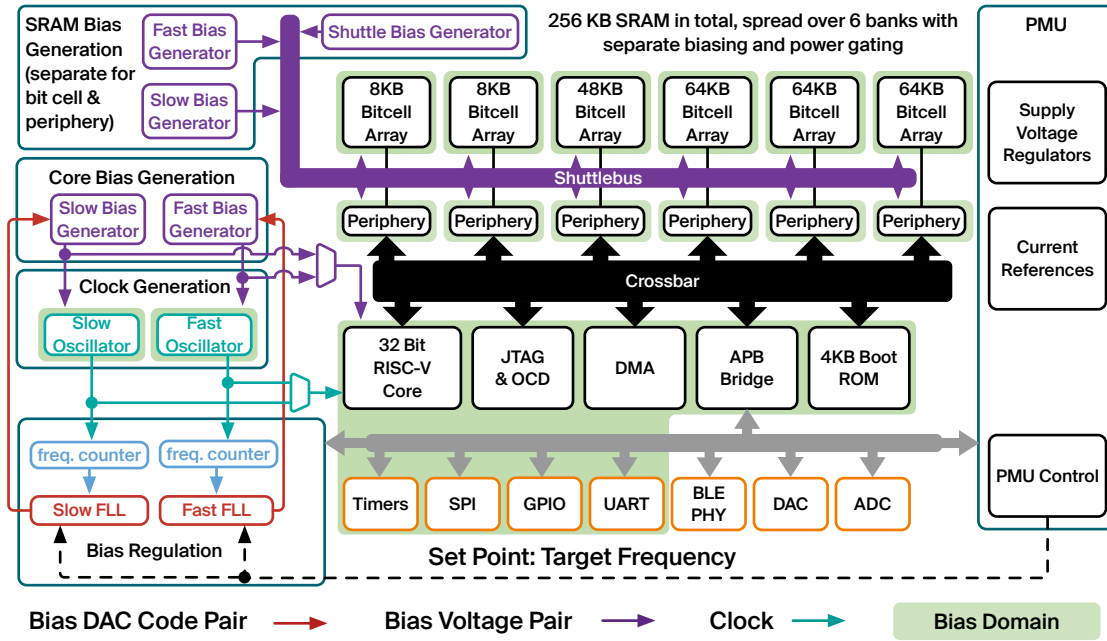 SRAM Bias
Generation
(separate for
bit cell &
periphery)
Fast Bias
Generator
Shuttle Bias Generator
Slow Bias
Generator
256 KB SRAM in total, spread over 6 banks with
separate biasing and power gating
PMU
8KB
Bitcell
Array
8KB
Bitcell
Array
48KB
Bitcell
Array
64KB
Bitcell
Array
64KB
Bitcell
Array
64KB
Bitcell
Array
Supply
Voltage
Regulators
Shuttlebus
Core Bias Generation
Slow Bias
Generator
Fast Bias
Generator
Periphery
Periphery
Periphery
Periphery
Periphery
Periphery
Current
References
Crossbar
Clock Generation
Slow
Oscillator
Fast
Oscillator
32 Bit
RISC-V
Core
JTAG
& OCD
DMA
APB
Bridge
4KB Boot
ROM
freq. counter
freq. counter
PMU Control
Slow FLL
Fast FLL
Timers
SPI
GPIO
UART
BLE
PHY
DAC
ADC
Bias Regulation
Set Point: Target Frequency
Bias DAC Code Pair
Bias Voltage Pair
Clock
Bias Domain